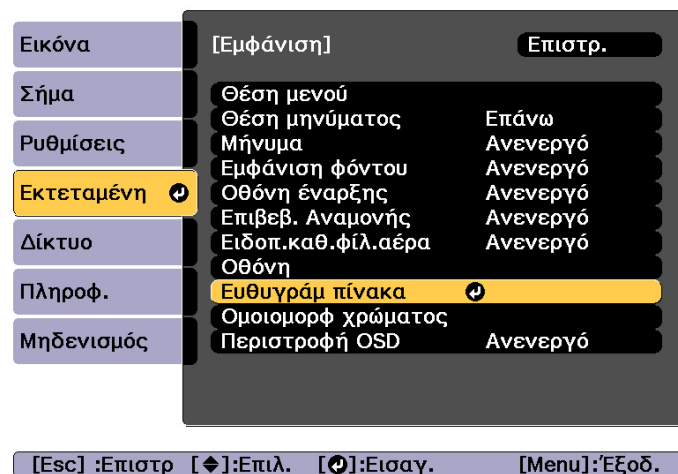 Εικόνα
Σήμα
Ρυθμίσεις
Εκτεταμένη
Δίκτυο
Πληροφ.
Μηδενισμός
[Εμφάνιση] Επιστρ.
Θέση μενού
Θέση μηνύματος Επάνω
Μήνυμα Ανενεργό
Εμφάνιση φόντου Ανενεργό
Οθόνη έναρξης Ανενεργό
Επιβεβ. Αναμονής Ανενεργό
Ειδοπ.καθ.φίλ.αέρα Ανενεργό
Οθόνη
Ευθυγράμ πίνακα
Ομοιομορφ χρώματος
Περιστροφή OSD Ανενεργό
[Esc] :Επιστρ [◆]:Επιλ. [⏎]:Εισαγ. [Menu]:Έξοδ.